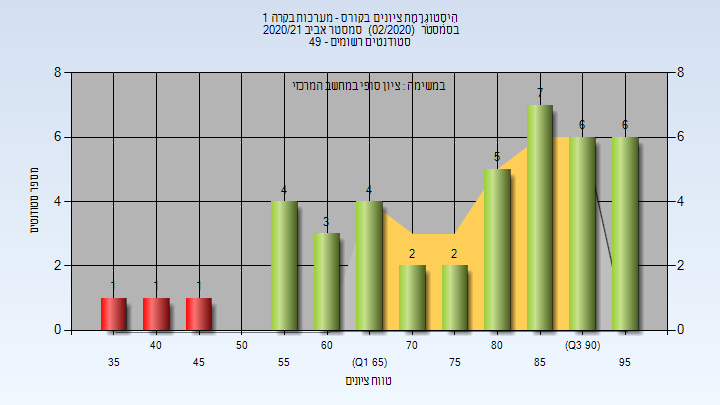 היסטוגרמת ציונים בקורס - מערכות בקרה 1
בסמסטר (02/2020) סמסטר אביב 2020/21
סטודנטים רשומים - 49
במשימה : ציון סופי במחשב המרכזי
מספר סטודנטים
8 8
6 6
4 4
2 2
0 0
1 1 1 4 3 4 2 2 5 7 6 6
40 50 60 70 80 (Q3 90)
35 45 55 (Q1 65) 75 85 95
טווח ציונים